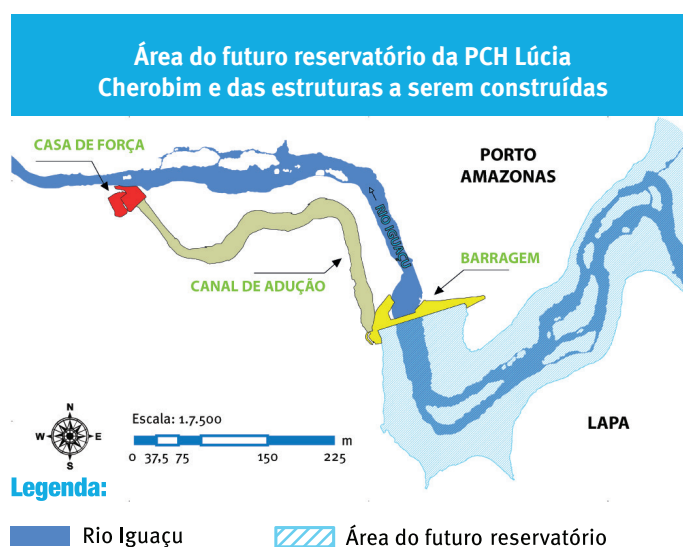 Área do futuro reservatório da PCH Lúcia
Cherobim e das estruturas a serem construídas
CASA DE FORÇA
PORTO
AMAZONAS
RIO IGUAÇÚ
BARRAGEM
CANAL DE ADUÇÃO
LAPA
N
W E
S
Escala: 1.7.500
m
0 37,5 75 150 225
Legenda:
Rio Iguaçu
Área do futuro reservatório